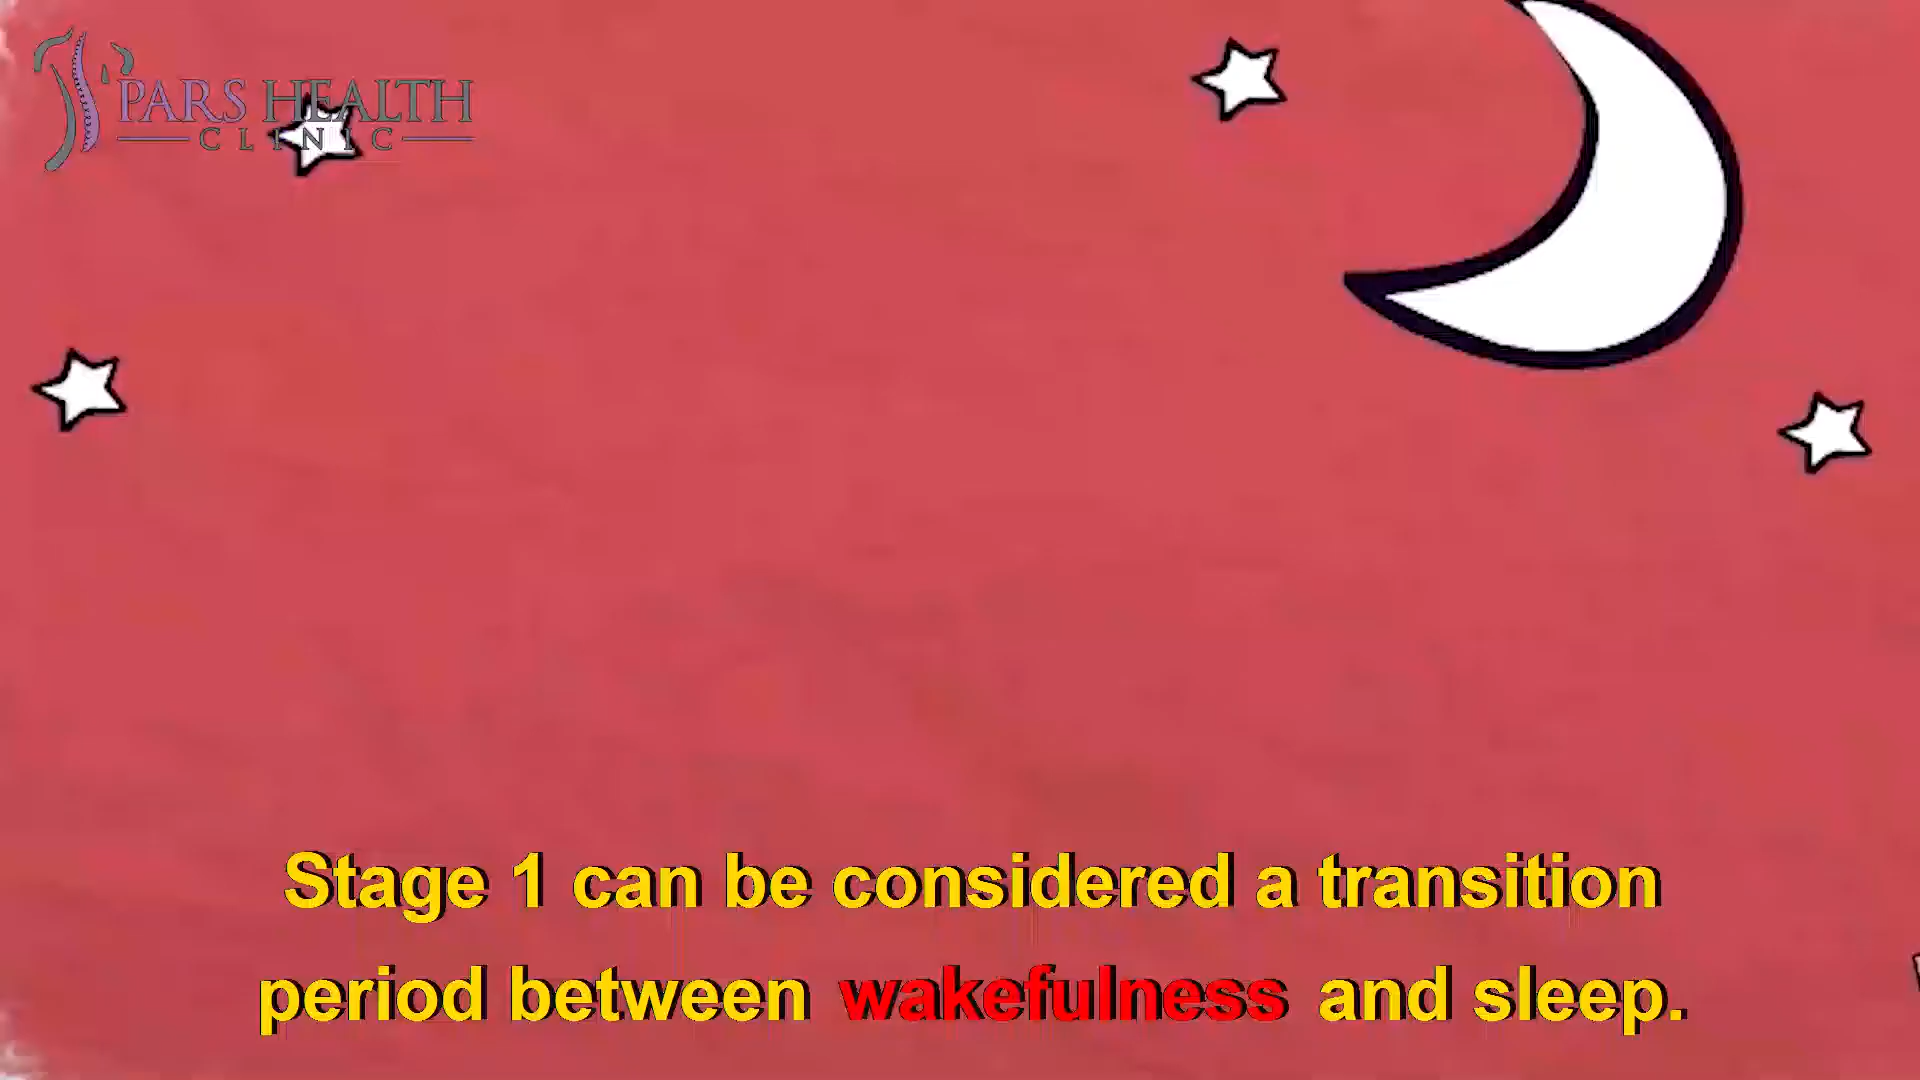 PARS HEALTH
CLINIC
Stage 1 can be considered a transition
period between wakefulness and sleep.